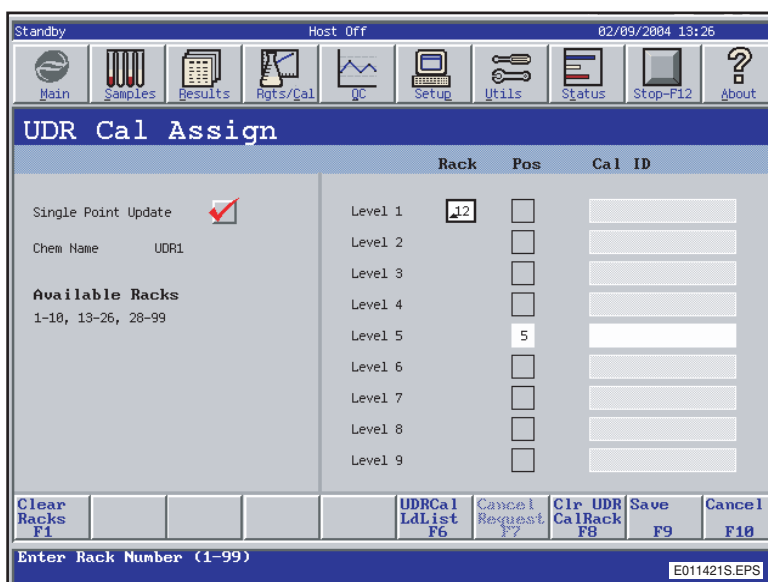 Standby Host Off 02/09/2004 13:26
Main Samples Results Rgts/Cal QC Setup Utils Status Stop-F12 About
UDR Cal Assign
Rack Pos Cal ID
Single Point Update
Chem Name UDR1
Available Racks
1-10, 13-26, 28-99
Level 1 12
Level 2
Level 3
Level 4
Level 5 5
Level 6
Level 7
Level 8
Level 9
Clear Racks F1
UDRCal LdList F6
Cancel Request F7
Clr UDR CalRack F8
Save F9
Cancel F10
Enter Rack Number (1-99)
E011421S.EPS